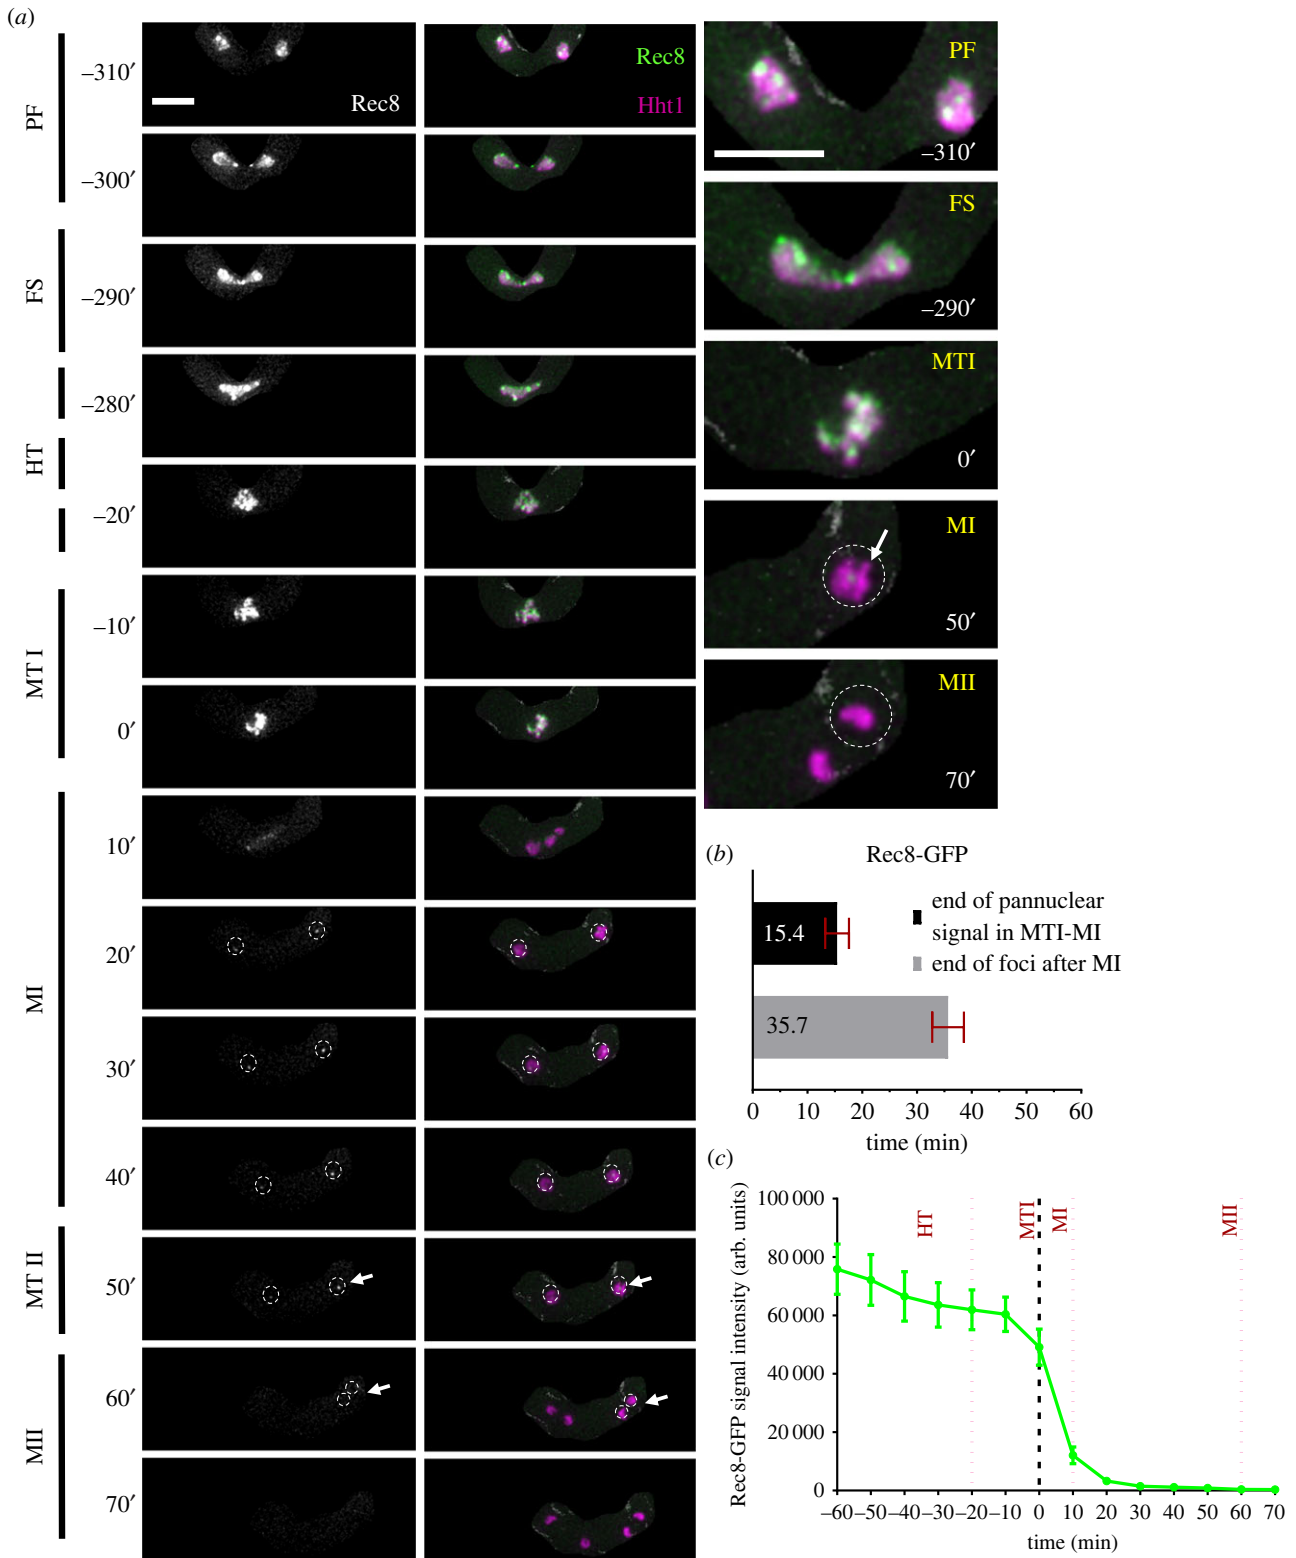 (a)
PF
FS
HT
MT I
MI
MT II
MII
–310′
–300′
–290′
–280′
–20′
–10′
0′
10′
20′
30′
40′
50′
60′
70′
Rec8
Rec8
Hht1
PF
–310′
FS
–290′
MTI
0′
MI
50′
MII
70′
(b)
Rec8-GFP
15.4
35.7
end of pannuclear
signal in MTI-MI
end of foci after MI
0 10 20 30 40 50 60
time (min)
(c)
Rec8-GFP signal intensity (arb. units)
100 000
80 000
60 000
40 000
20 000
0
HT
MTI
MI
MII
–60 –50 –40 –30 –20 –10 0 10 20 30 40 50 60 70
time (min)